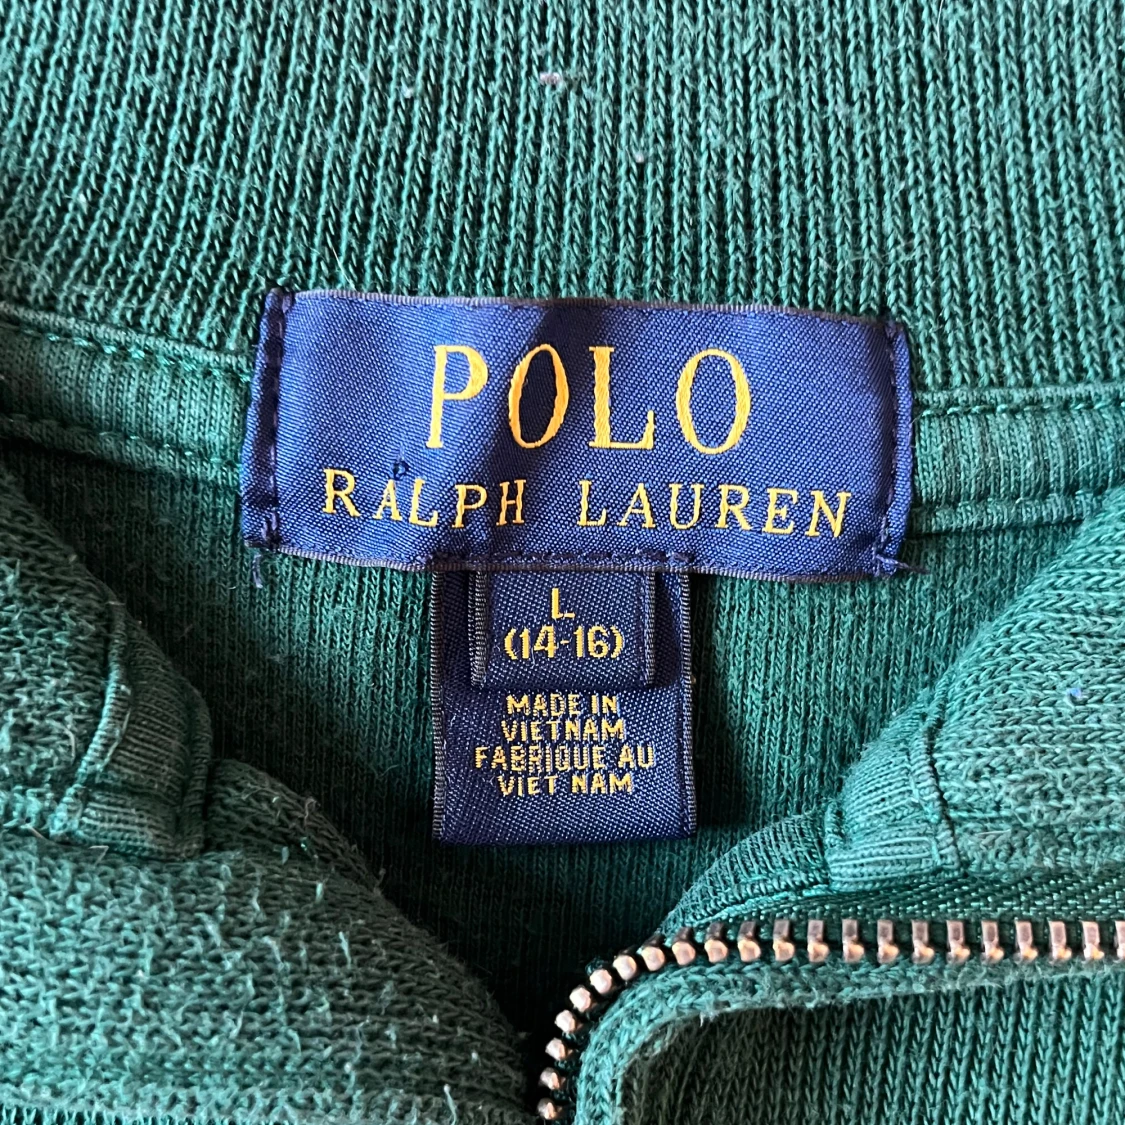 POLO
RALPH LAUREN
L
(14-16)
MADE IN
VIETNAM
FABRIQUE AU
VIET NAM